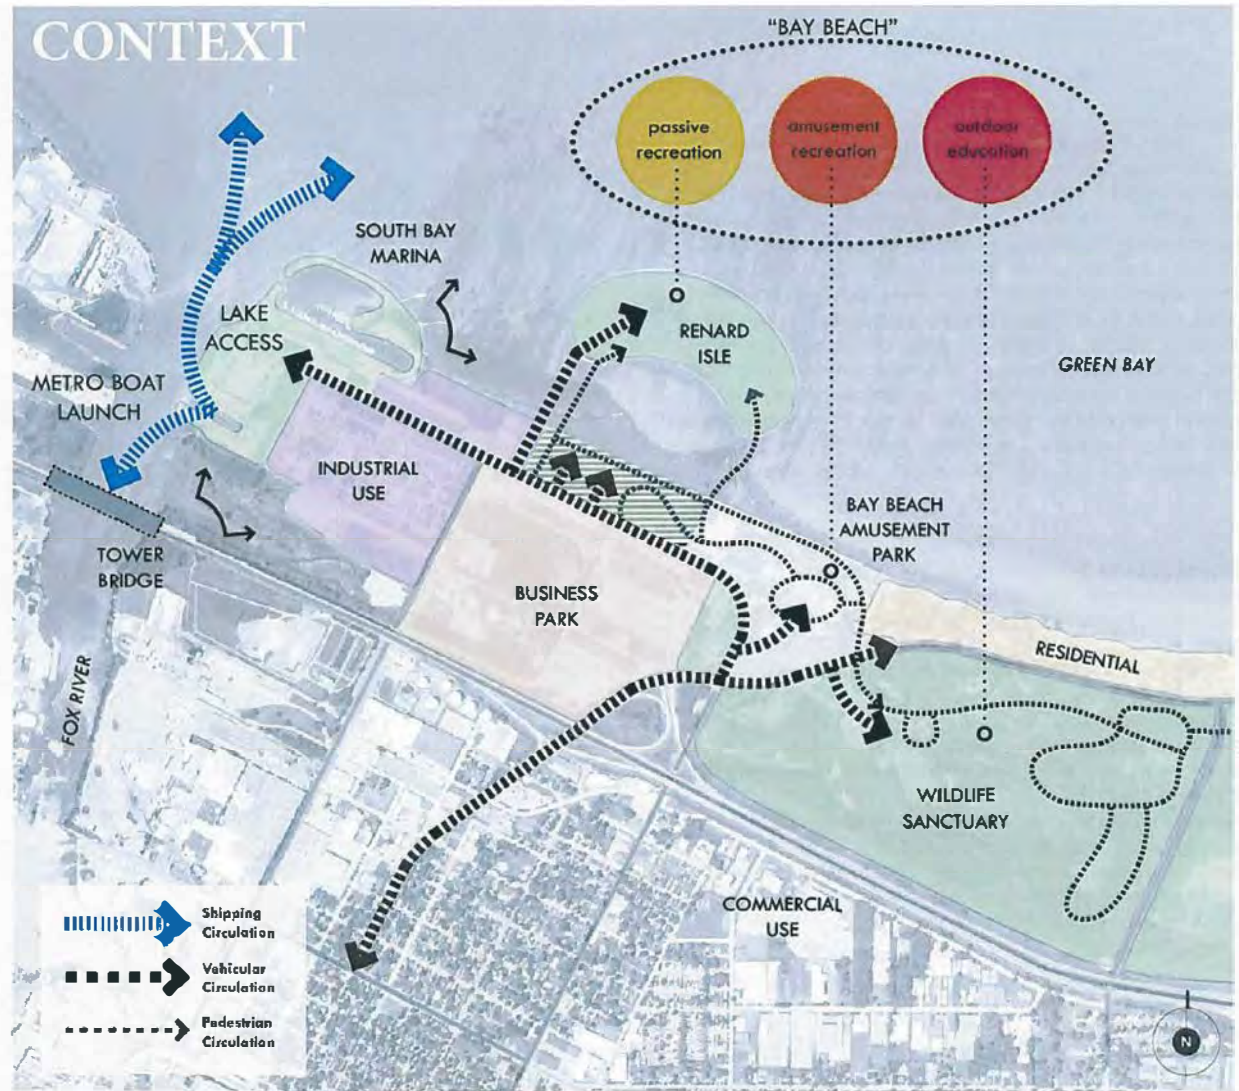 CONTEXT
“BAY BEACH”
passive
recreation
amusement
recreation
outdoor
education
SOUTH BAY
MARINA
LAKE
ACCESS
RENARD
ISLE
GREEN BAY
METRO BOAT
LAUNCH
INDUSTRIAL
USE
BAY BEACH
AMUSEMENT
PARK
TOWER
BRIDGE
BUSINESS
PARK
RESIDENTIAL
FOX RIVER
WILDLIFE
SANCTUARY
COMMERCIAL
USE
Shipping
Circulation
Vehicular
Circulation
Pedestrian
Circulation
N